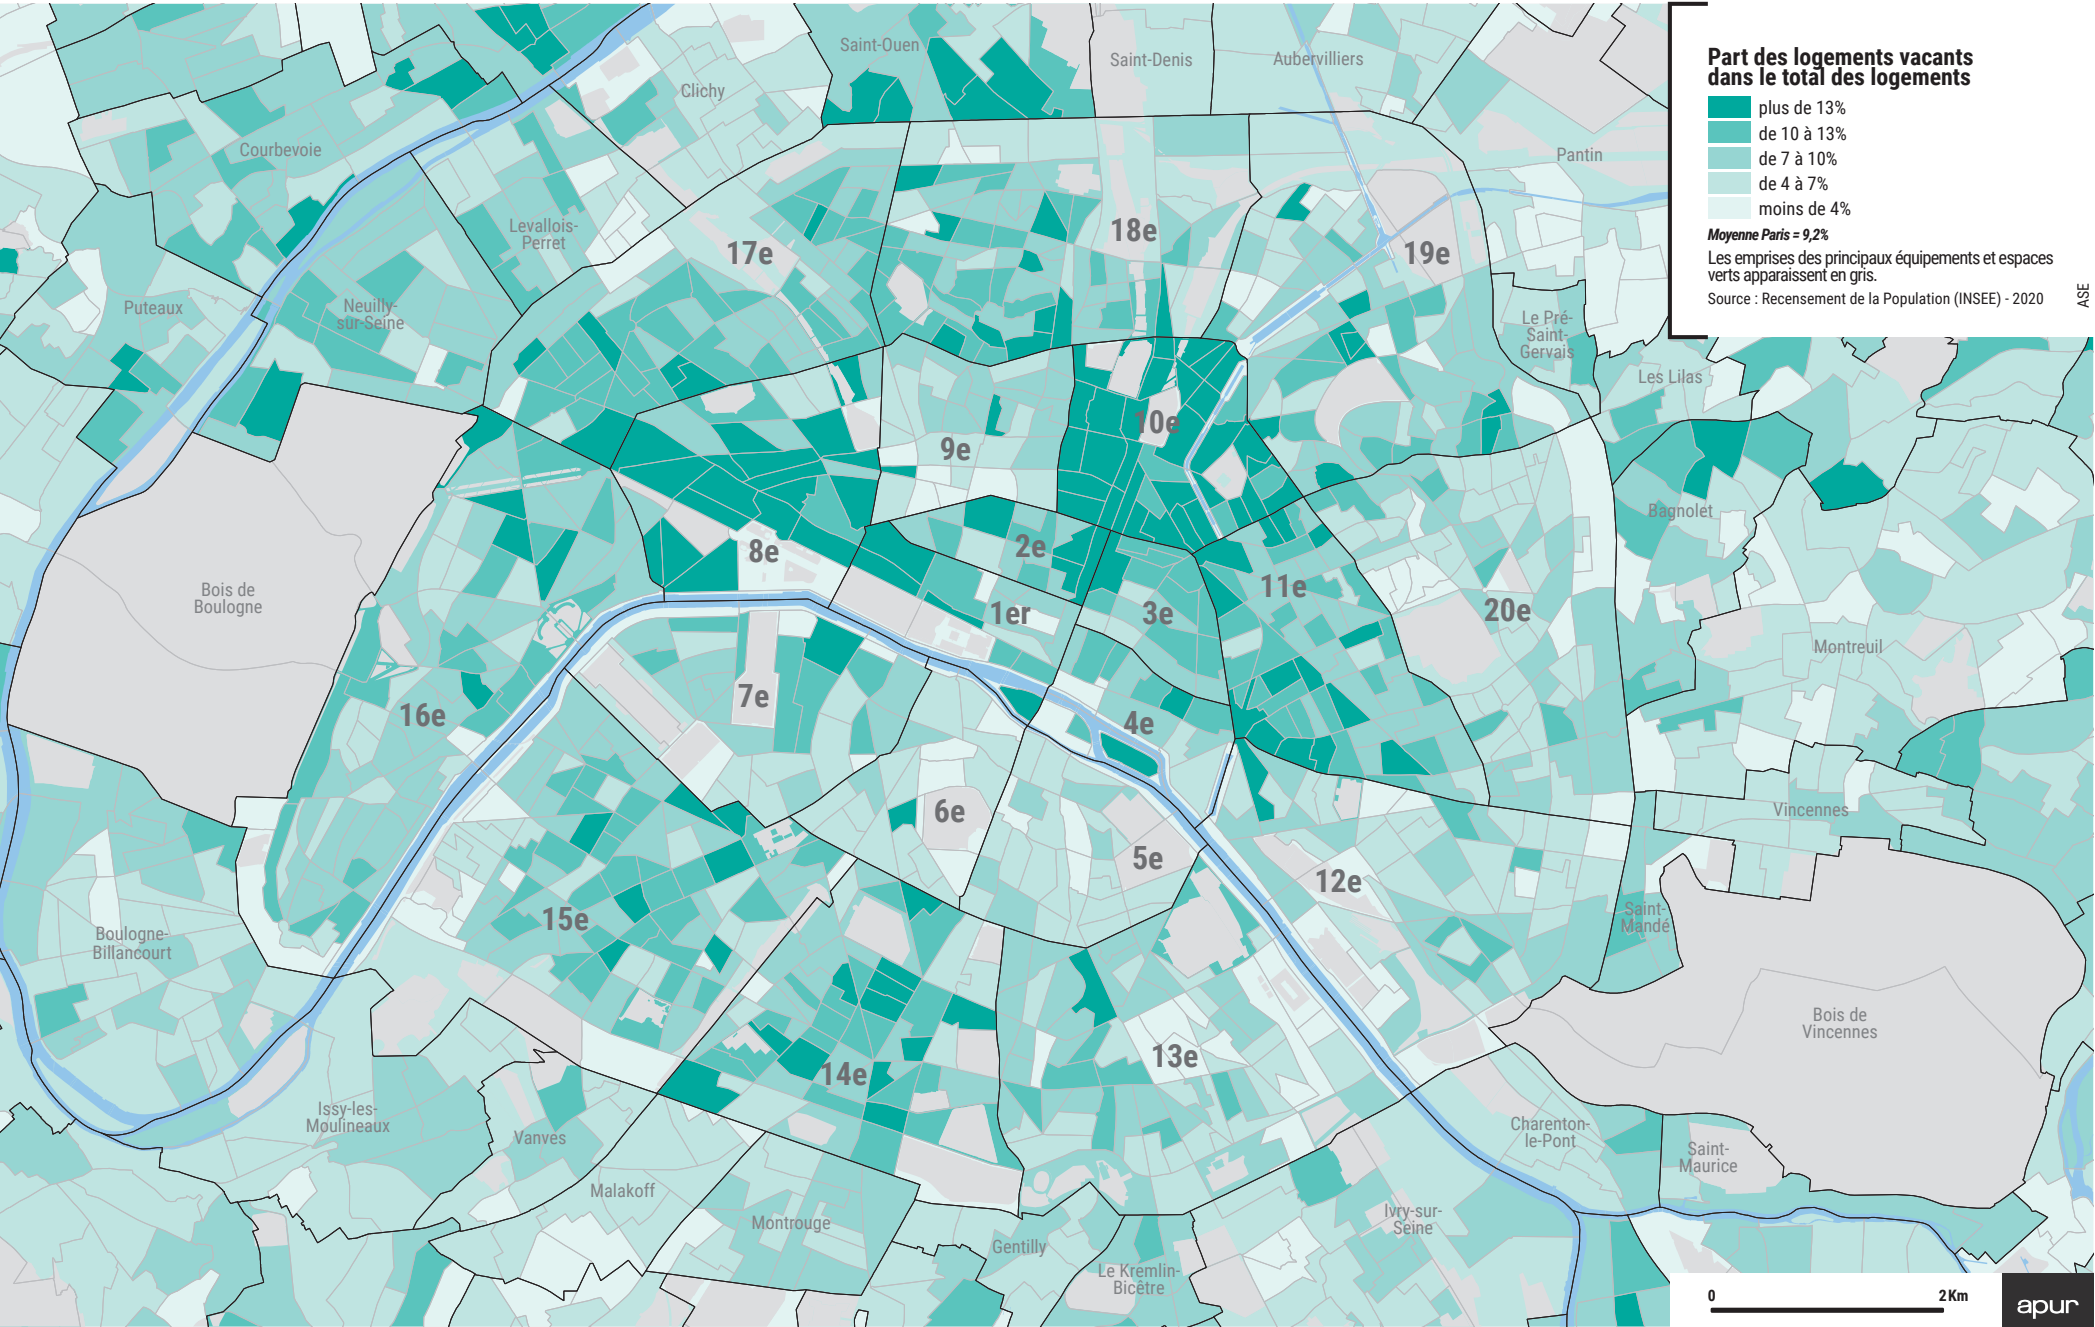 Part des logements vacants
dans le total des logements
plus de 13%
de 10 à 13%
de 7 à 10%
de 4 à 7%
moins de 4%
Moyenne Paris = 9,2%
Les emprises des principaux équipements et espaces
verts apparaissent en gris.
Source : Recensement de la Population (INSEE) - 2020
ASE
Saint-Ouen
Saint-Denis
Aubervilliers
Clichy
Courbevoie
Pantin
Levallois-
Perret
17e
18e
19e
Puteaux
Neuilly-
sur-Seine
Le Pré-
Saint-
Gervais
Les Lilas
9e
10e
Bagnolet
8e
2e
Bois de
Boulogne
1er
3e
11e
20e
Montreuil
16e
7e
4e
6e
Vincennes
5e
12e
15e
Saint-
Mandé
Boulogne-
Billancourt
Bois de
Vincennes
14e
13e
Issy-les-
Moulineaux
Vanves
Charenton-
le-Pont
Saint-
Maurice
Malakoff
Montrouge
Ivry-sur-
Seine
Gentilly
Le Kremlin-
Bicêtre
0
2 Km
apur